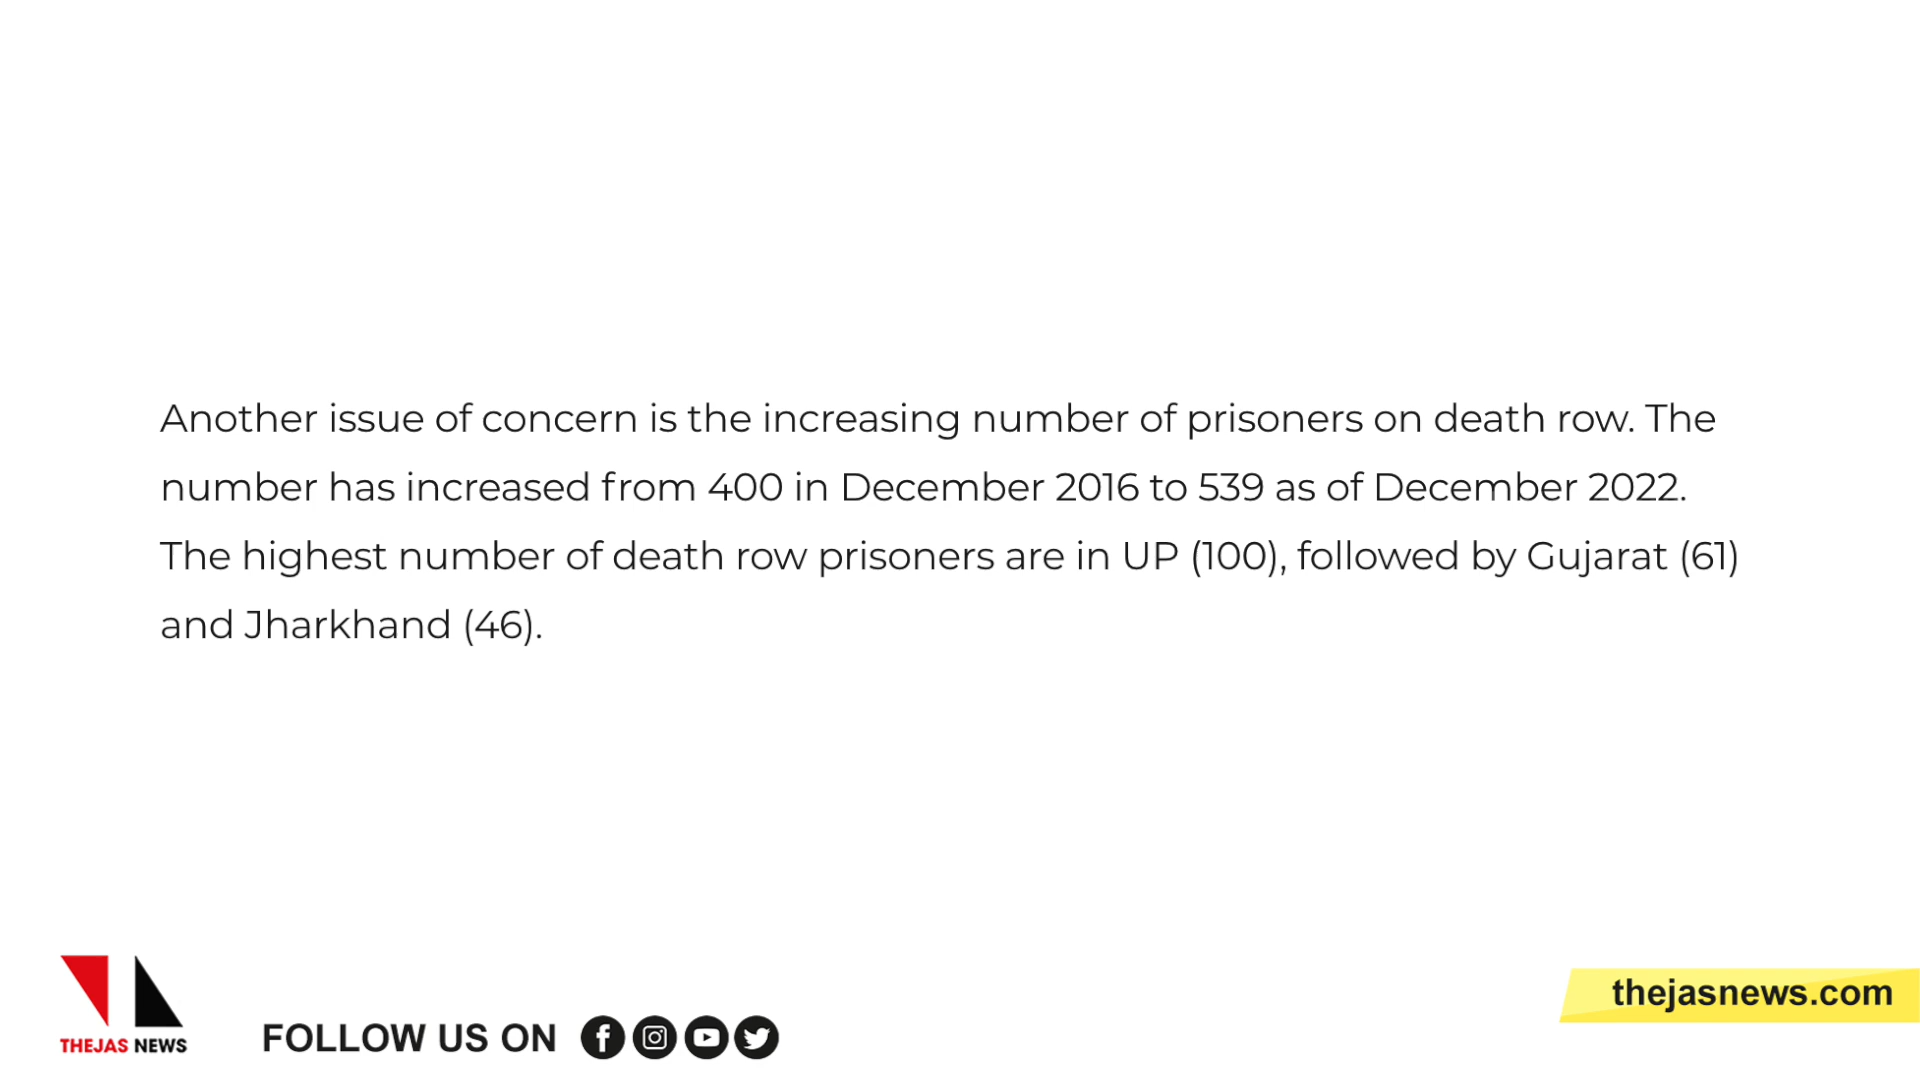 Another issue of concern is the increasing number of prisoners on death row. The
number has increased from 400 in December 2016 to 539 as of December 2022.
The highest number of death row prisoners are in UP (100), followed by Gujarat (61)
and Jharkhand (46).
THEJAS NEWS
FOLLOW US ON
thejasnews.com